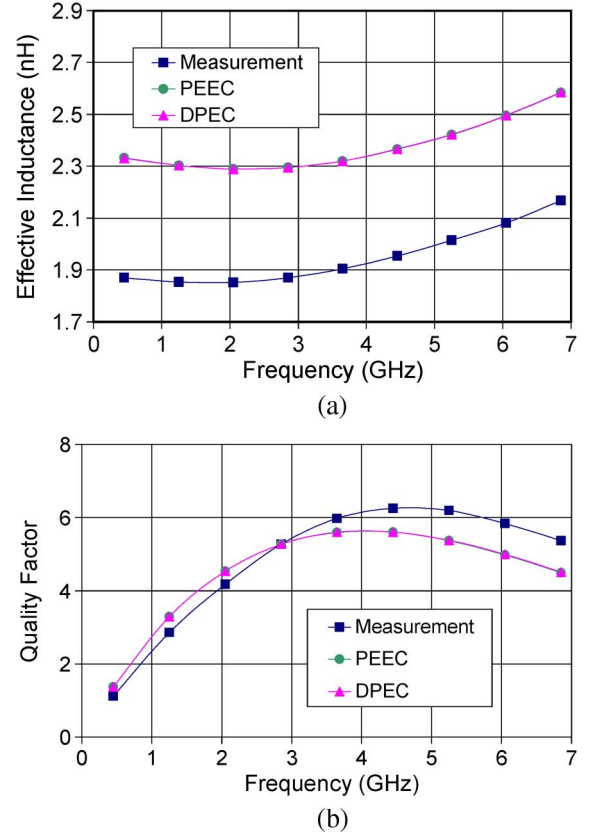 2.9
2.7
2.5
2.3
2.1
1.9
1.7
Effective Inductance (nH)
Measurement
PEEC
DPEC
0 1 2 3 4 5 6 7
Frequency (GHz)
(a)
8
6
4
2
0
Quality Factor
Measurement
PEEC
DPEC
0 1 2 3 4 5 6 7
Frequency (GHz)
(b)